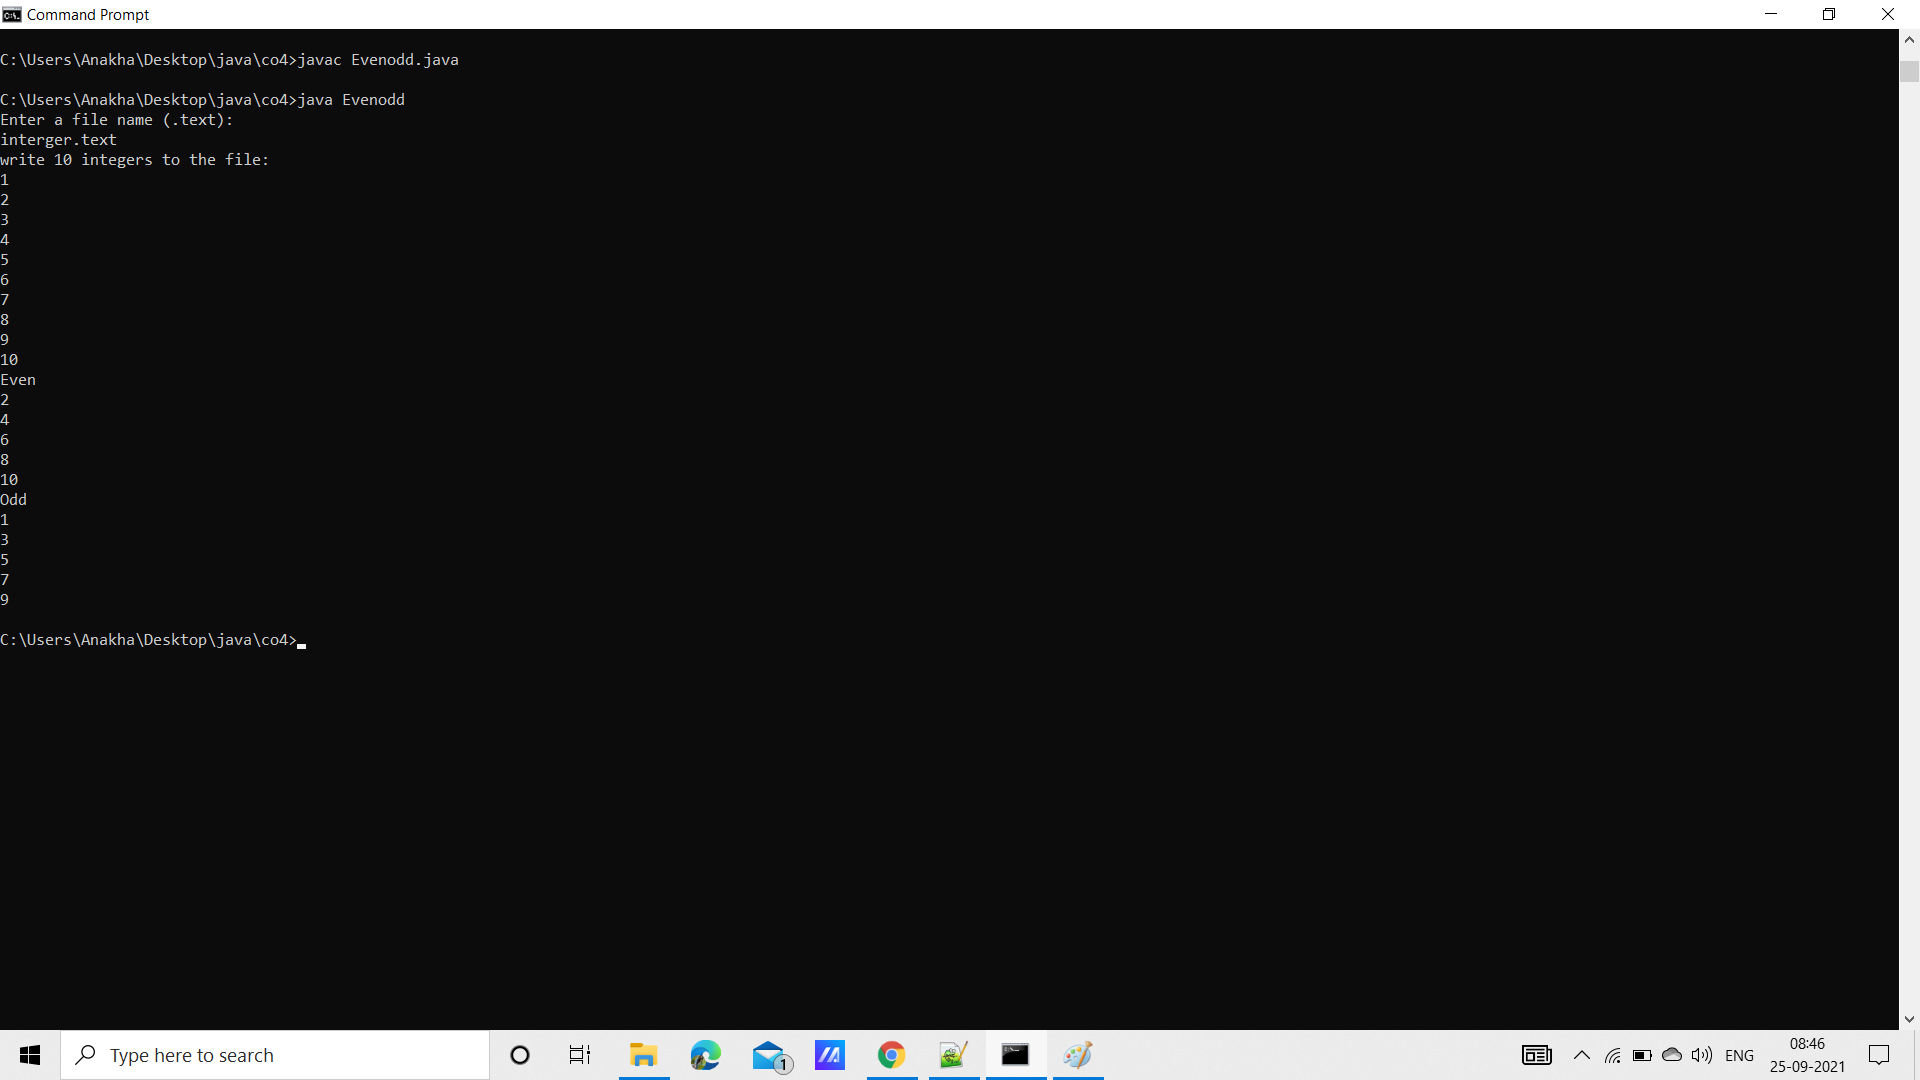 Command Prompt
C:\Users\Anakha\Desktop\java\co4>javac Evenodd.java
C:\Users\Anakha\Desktop\java\co4>java Evenodd
Enter a file name (.text):
interger.text
write 10 integers to the file:
1
2
3
4
5
6
7
8
9
10
Even
2
4
6
8
10
Odd
1
3
5
7
9
C:\Users\Anakha\Desktop\java\co4>
Type here to search
1
ENG
08:46
25-09-2021